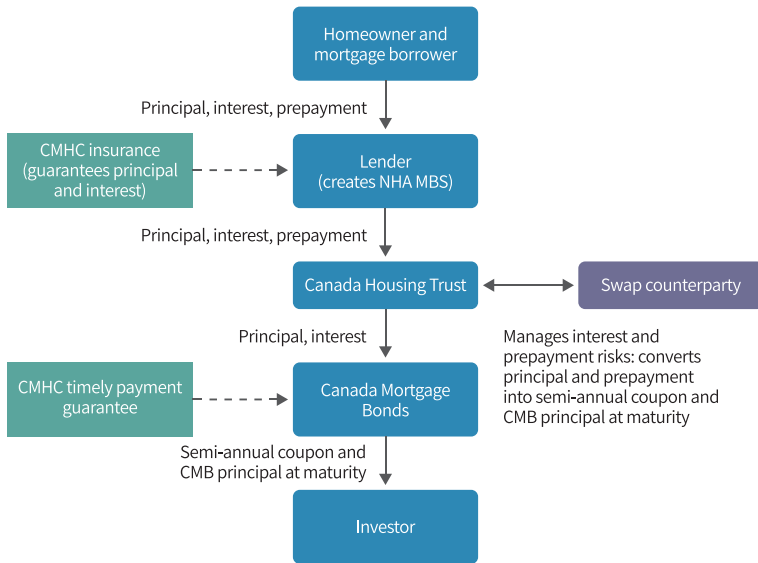 Homeowner and
mortgage borrower
Principal, interest, prepayment
CMHC insurance
(guarantees principal
and interest)
Lender
(creates NHA MBS)
Principal, interest, prepayment
Canada Housing Trust
Swap counterparty
Principal, interest
Manages interest and
prepayment risks: converts
principal and prepayment
into semi-annual coupon and
CMB principal at maturity
CMHC timely payment
guarantee
Canada Mortgage
Bonds
Semi-annual coupon and
CMB principal at maturity
Investor